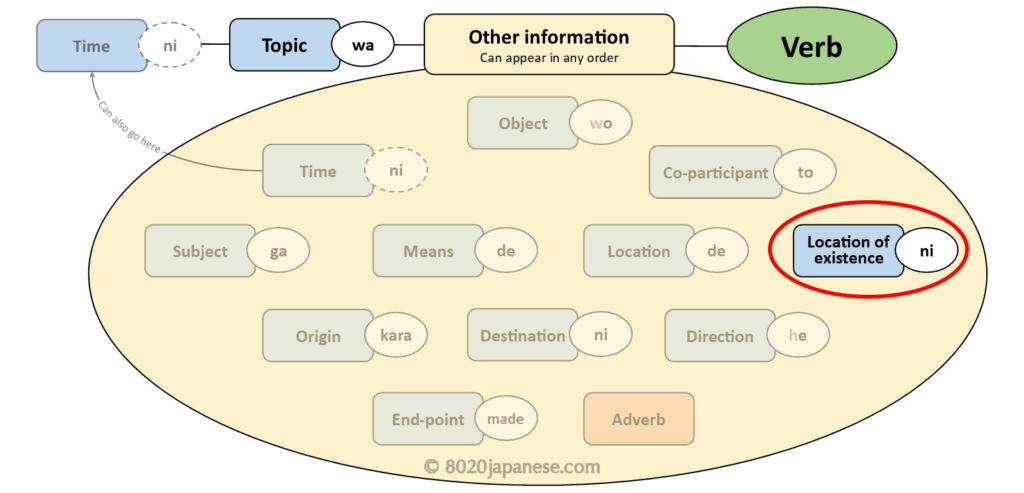 Time ni Topic wa Other information Verb
Can appear in any order
Can also go here
Object wo
Time ni Co-participant to
Subject ga Means de Location de Location of
existence ni
Origin kara Destination ni Direction he
End-point made Adverb
© 8020japanese.com